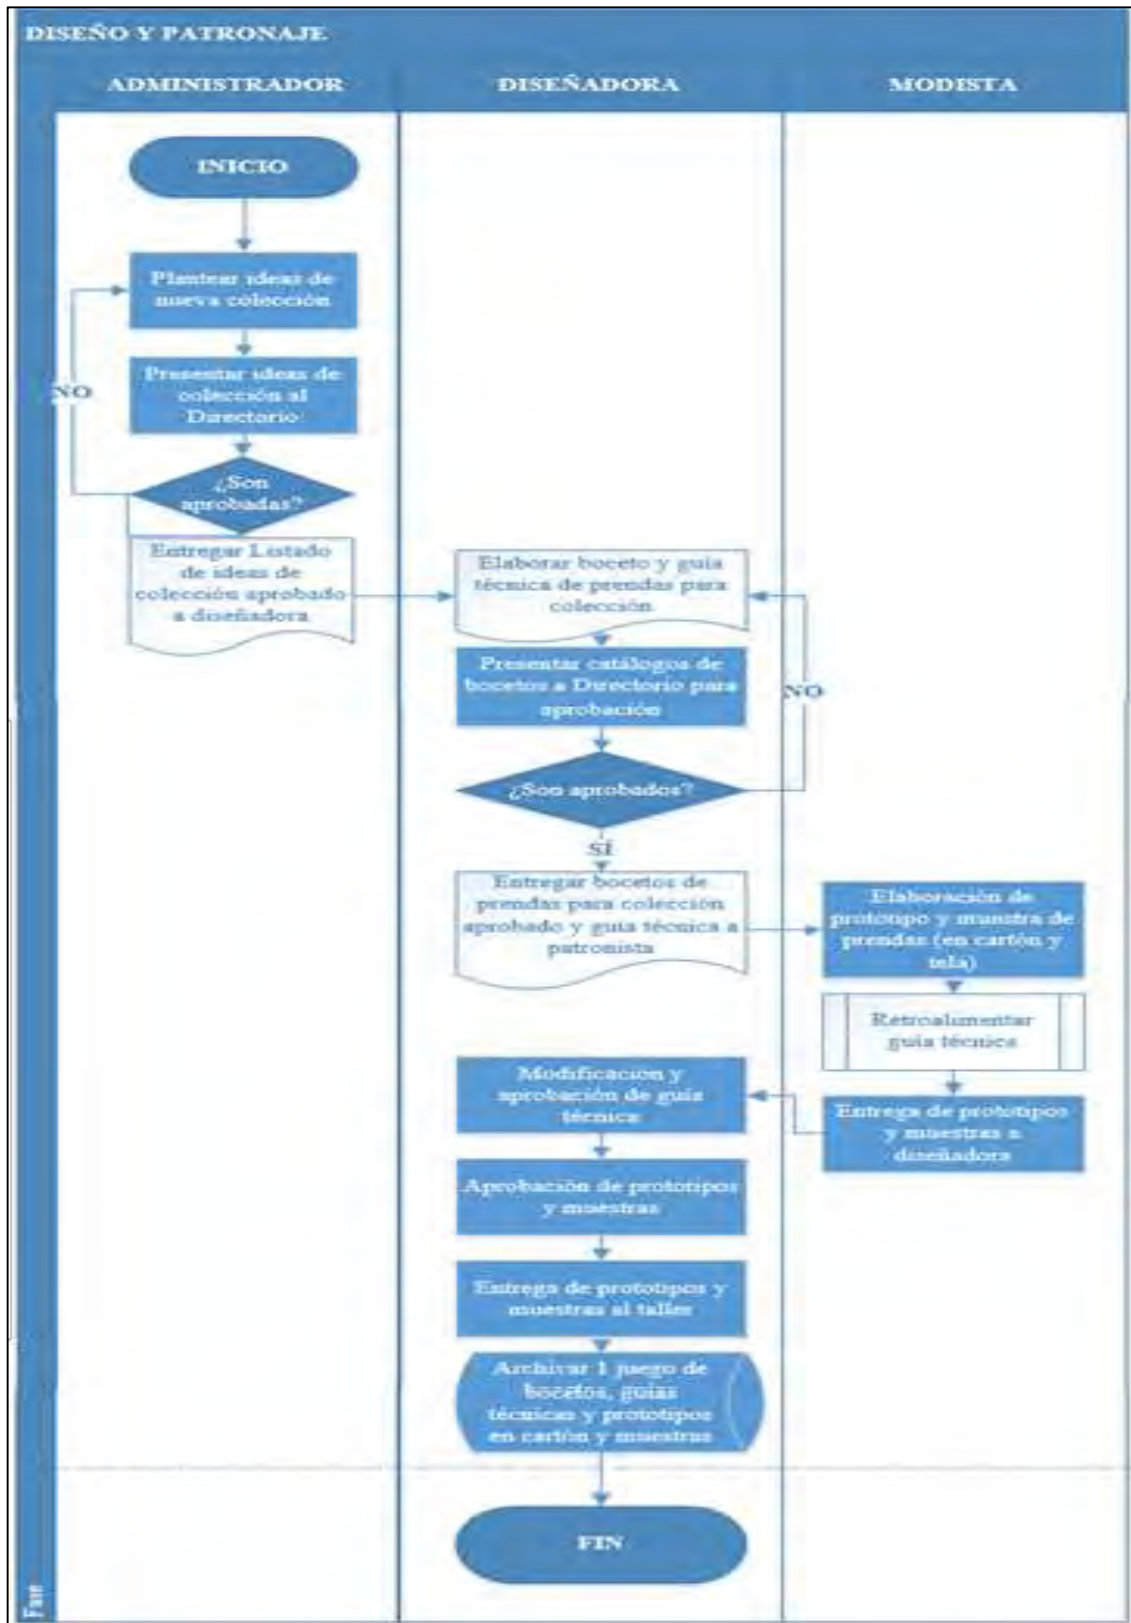 DISEÑO Y PATRONAJE
ADMINISTRADOR
DISEÑADORA
MODISTA
INICIO
Plantear ideas de
nueva colección
Presentar ideas de
colección al
Directorio
NO
¿Son
aprobadas?
Entregar Listado
de ideas de
colección aprobado
a diseñadora
Elaborar boceto y guía
técnica de prendas para
colección
Presentar catálogos de
bocetos a Directorio para
aprobación
NO
¿Son aprobados?
SÍ
Entregar bocetos de
prendas para colección
aprobado y guía técnica a
patronista
Elaboración de
prototipo y muestra de
prendas (en cartón y
tela)
Retroalimentar
guía técnica
Entrega de prototipos
y muestras a
diseñadora
Modificación y
aprobación de guía
técnica
Aprobación de prototipos
y muestras
Entrega de prototipos y
muestras al taller
Archivar 1 juego de
bocetos, guías
técnicas y prototipos
en cartón y muestras
FIN
Fase